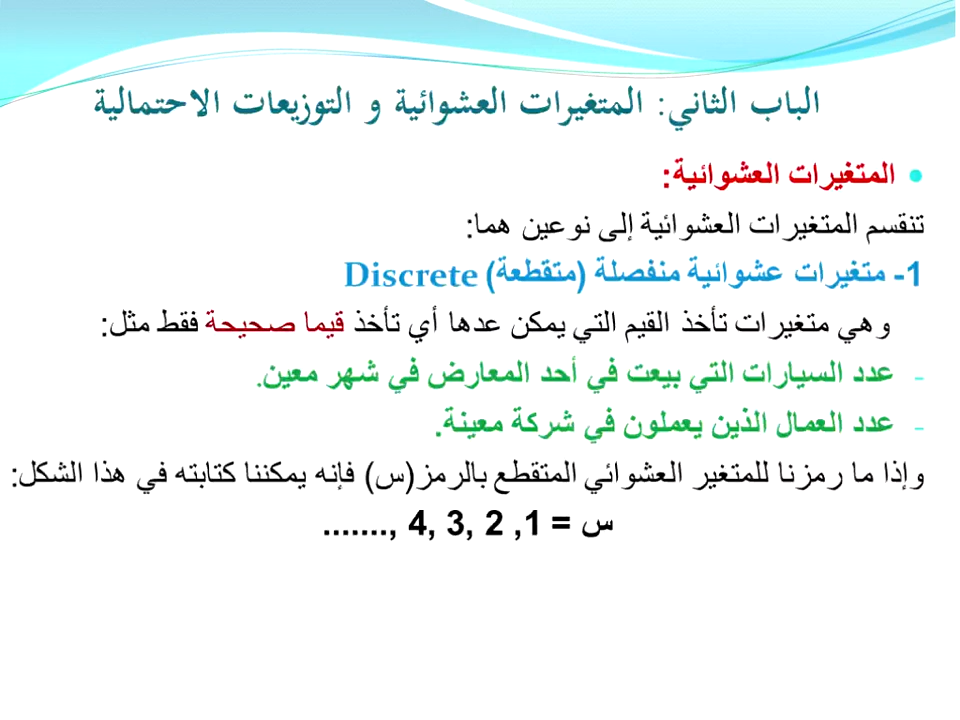 الباب الثاني: المتغيرات العشوائية و التوزيعات الاحتمالية
• المتغيرات العشوائية:
تنقسم المتغيرات العشوائية إلى نوعين هما:
1- متغيرات عشوائية منفصلة (متقطعة) Discrete
وهي متغيرات تأخذ القيم التي يمكن عدها أي تأخذ قيما صحيحة فقط مثل:
- عدد السيارات التي بيعت في أحد المعارض في شهر معين.
- عدد العمال الذين يعملون في شركة معينة.
وإذا ما رمزنا للمتغير العشوائي المتقطع بالرمز(س) فإنه يمكننا كتابته في هذا الشكل:
س = 1, 2 ,3 ,4 ,.......